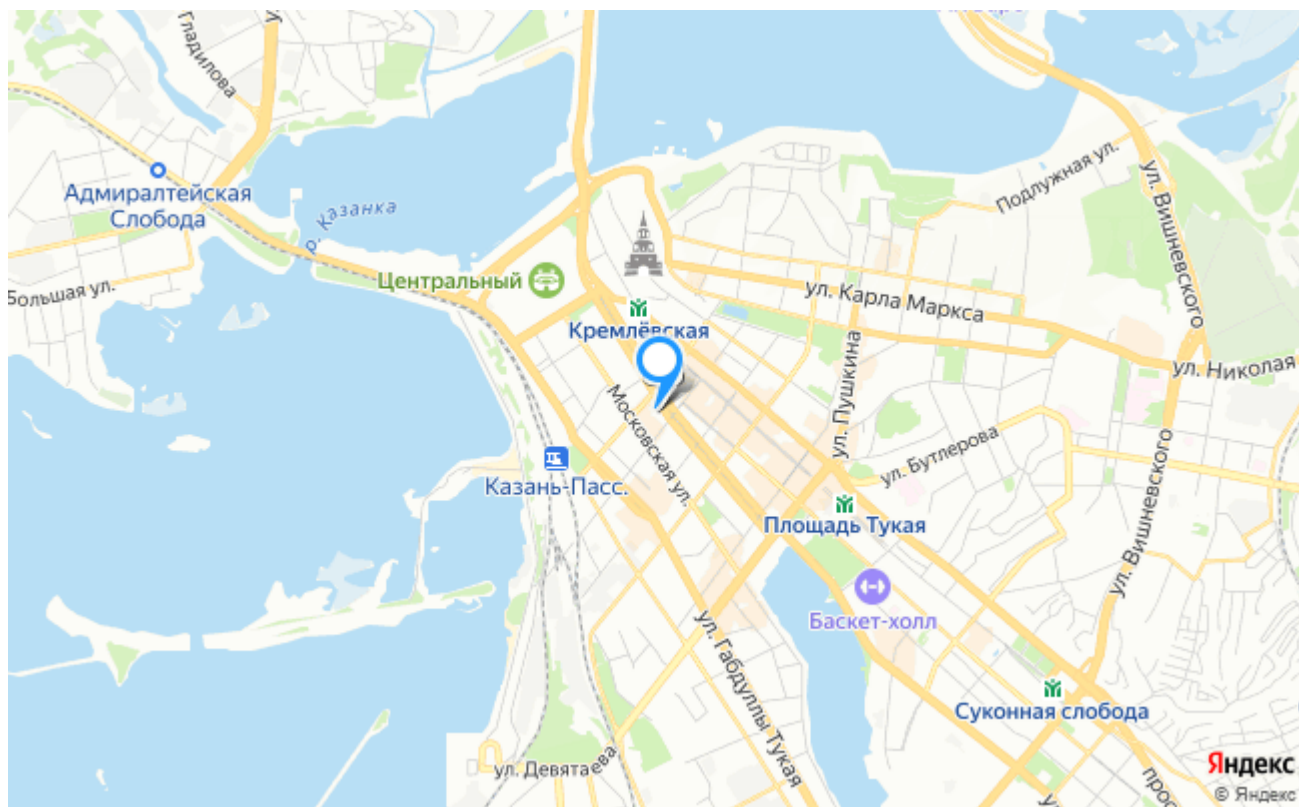 Гладилова
Адмиралтейская
Слобода
р. Казанка
Подлужная ул.
ул. Вишневского
Большая ул.
Центральный
ул. Карла Маркса
Кремлёвская
ул. Николая
ул. Пушкина
Московская ул.
ул. Бутлерова
Казань-Пасс.
Площадь Тукая
ул. Вишневского
Баскет-холл
ул. Габдуллы Тукая
Суконная слобода
ул. Девятаева
Яндекс
© Яндекс